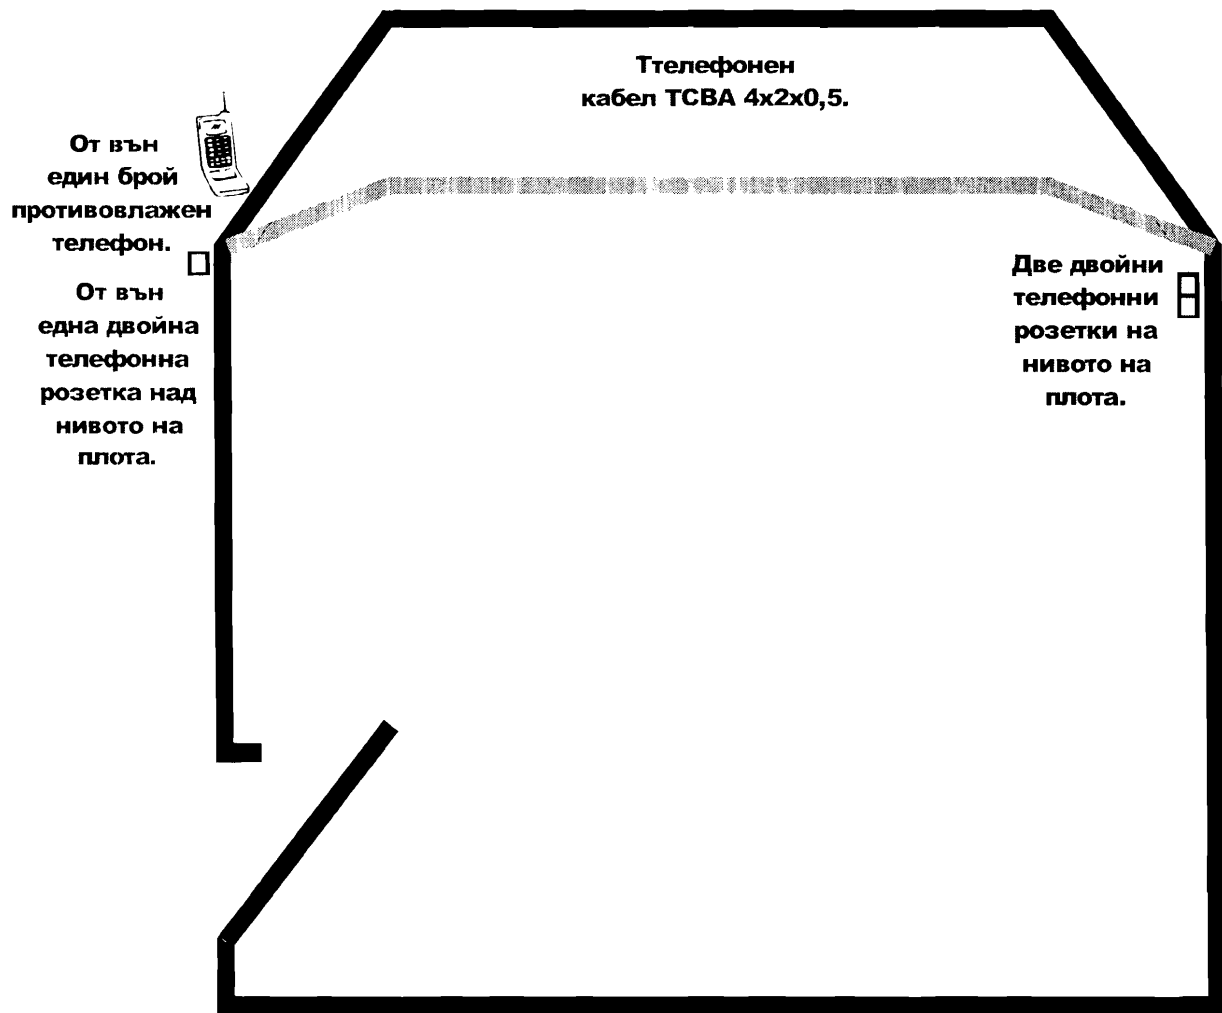 Ттелефонен
кабел ТСВА 4х2х0,5.
От вън
един брой
противовлажен
телефон.
От вън
една двойна
телефонна
розетка над
нивото на
плота.
Две двойни
телефонни
розетки на
нивото на
плота.